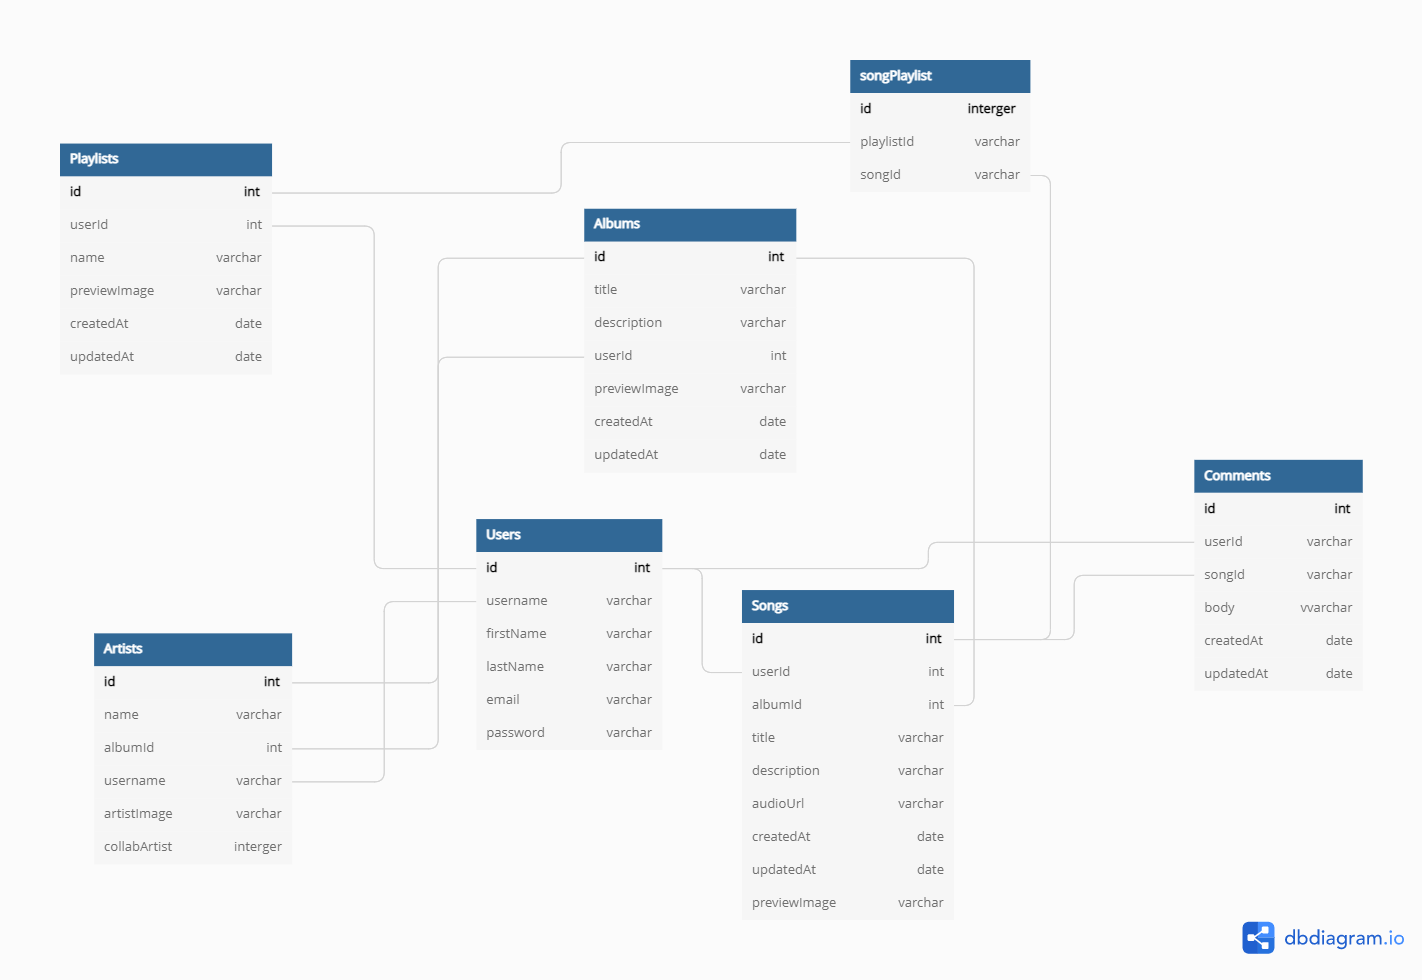 songPlaylist
id interger
playlistId varchar
songId varchar
Playlists
id int
userId int
name varchar
previewImage varchar
createdAt date
updatedAt date
Albums
id int
title varchar
description varchar
userId int
previewImage varchar
createdAt date
updatedAt date
Comments
id int
userId varchar
songId varchar
body vvarchar
createdAt date
updatedAt date
Users
id int
username varchar
firstName varchar
lastName varchar
email varchar
password varchar
Songs
id int
userId int
albumId int
title varchar
description varchar
audioUrl varchar
createdAt date
updatedAt date
previewImage varchar
Artists
id int
name varchar
albumId int
username varchar
artistImage varchar
collabArtist interger
dbdiagram.io